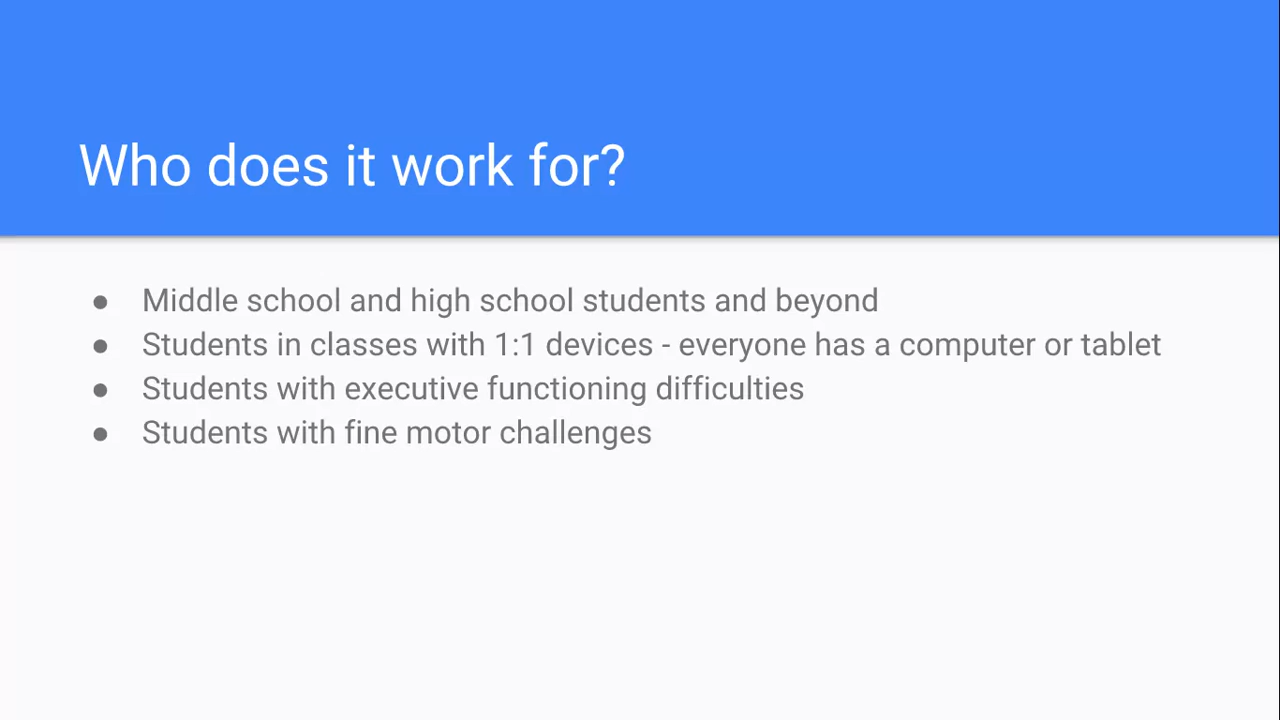 Who does it work for?
● Middle school and high school students and beyond
● Students in classes with 1:1 devices - everyone has a computer or tablet
● Students with executive functioning difficulties
● Students with fine motor challenges